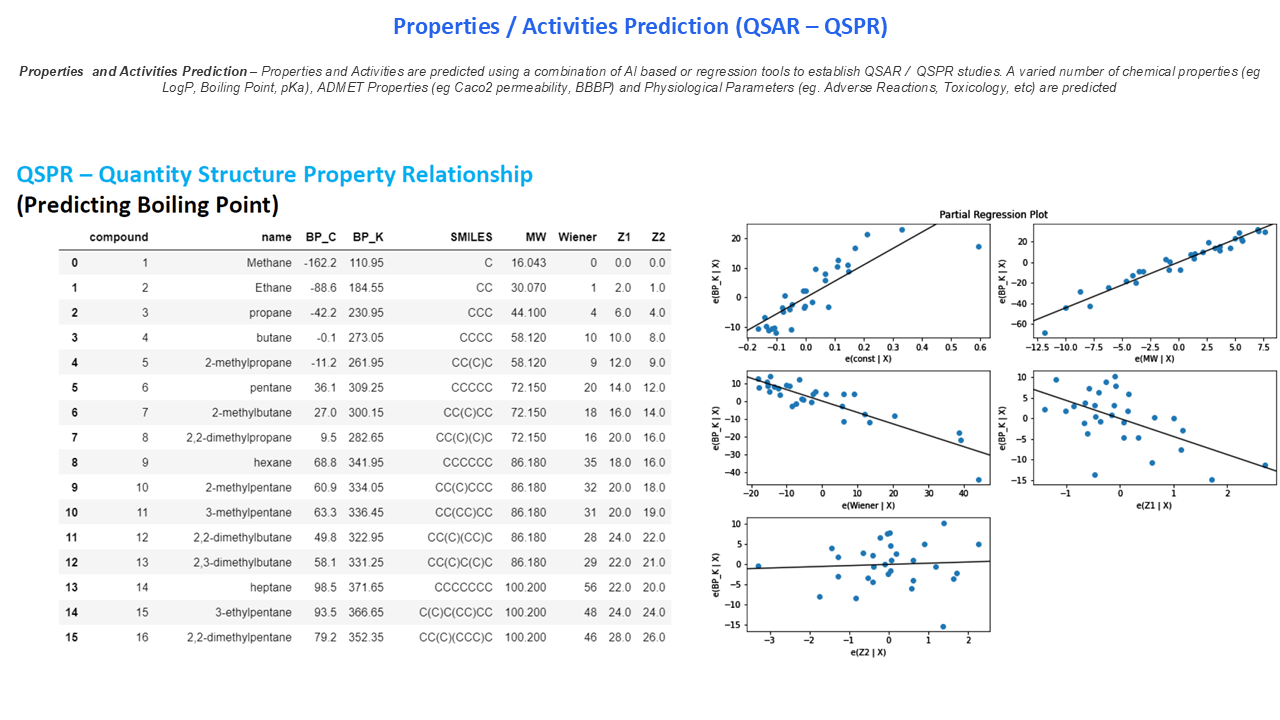 Properties / Activities Prediction (QSAR – QSPR)
Properties and Activities Prediction – Properties and Activities are predicted using a combination of AI based or regression tools to establish QSAR / QSPR studies. A varied number of chemical properties (eg
LogP, Boiling Point, pKa), ADMET Properties (eg Caco2 permeability, BBBP) and Physiological Parameters (eg. Adverse Reactions, Toxicology, etc) are predicted
QSPR – Quantity Structure Property Relationship
(Predicting Boiling Point)
compound name BP_C BP_K SMILES MW Wiener Z1 Z2
0 1 Methane -162.2 110.95 C 16.043 0 0.0 0.0
1 2 Ethane -88.6 184.55 CC 30.070 1 2.0 1.0
2 3 propane -42.2 230.95 CCC 44.100 4 6.0 4.0
3 4 butane -0.1 273.05 CCCC 58.120 10 10.0 8.0
4 5 2-methylpropane -11.2 261.95 CC(C)C 58.120 9 12.0 9.0
5 6 pentane 36.1 309.25 CCCCC 72.150 20 14.0 12.0
6 7 2-methylbutane 27.0 300.15 CC(C)CC 72.150 18 16.0 14.0
7 8 2,2-dimethylpropane 9.5 282.65 CC(C)(C)C 72.150 16 20.0 16.0
8 9 hexane 68.8 341.95 CCCCCC 86.180 35 18.0 16.0
9 10 2-methylpentane 60.9 334.05 CC(C)CCC 86.180 32 20.0 18.0
10 11 3-methylpentane 63.3 336.45 CC(CC)CC 86.180 31 20.0 19.0
11 12 2,2-dimethylbutane 49.8 322.95 CC(C)(CC)C 86.180 28 24.0 22.0
12 13 2,3-dimethylbutane 58.1 331.25 CC(C)C(C)C 86.180 29 22.0 21.0
13 14 heptane 98.5 371.65 CCCCCCC 100.200 56 22.0 20.0
14 15 3-ethylpentane 93.5 366.65 C(C)C(CC)CC 100.200 48 24.0 24.0
15 16 2,2-dimethylpentane 79.2 352.35 CC(C)(CCC)C 100.200 46 28.0 26.0
Partial Regression Plot
e(BP_K | X)
20
10
0
−10
−0.2 −0.1 0.0 0.1 0.2 0.3 0.4 0.5 0.6
e(const | X)
e(BP_K | X)
20
0
−20
−40
−60
−12.5 −10.0 −7.5 −5.0 −2.5 0.0 2.5 5.0 7.5
e(MW | X)
e(BP_K | X)
10
0
−10
−20
−30
−40
−20 −10 0 10 20 30 40
e(Wiener | X)
e(BP_K | X)
10
5
0
−5
−10
−15
−1 0 1 2
e(Z1 | X)
e(BP_K | X)
10
5
0
−5
−10
−15
−3 −2 −1 0 1 2
e(Z2 | X)